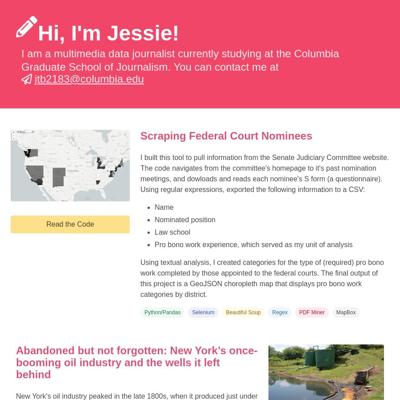 Hi, I'm Jessie!
I am a multimedia data journalist currently studying at the Columbia
Graduate School of Journalism. You can contact me at
jtb2183@columbia.edu
Scraping Federal Court Nominees
I built this tool to pull information from the Senate Judiciary Committee website.
The code navigates from the committee's homepage to it's past nomination
meetings, and dowloads and reads each nominee's S form (a questionnaire).
Using regular expressions, exported the following information to a CSV:
Name
Nominated position
Law school
Pro bono work experience, which served as my unit of analysis
Read the Code
Using textual analysis, I created categories for the type of (required) pro bono
work completed by those appointed to the federal courts. The final output of
this project is a GeoJSON choropleth map that displays pro bono work
categories by district.
Python/Pandas Selenium Beautiful Soup Regex PDF Miner MapBox
Abandoned but not forgotten: New York's once-
booming oil industry and the wells it left
behind
New York's oil industry peaked in the late 1800s, when it produced just under